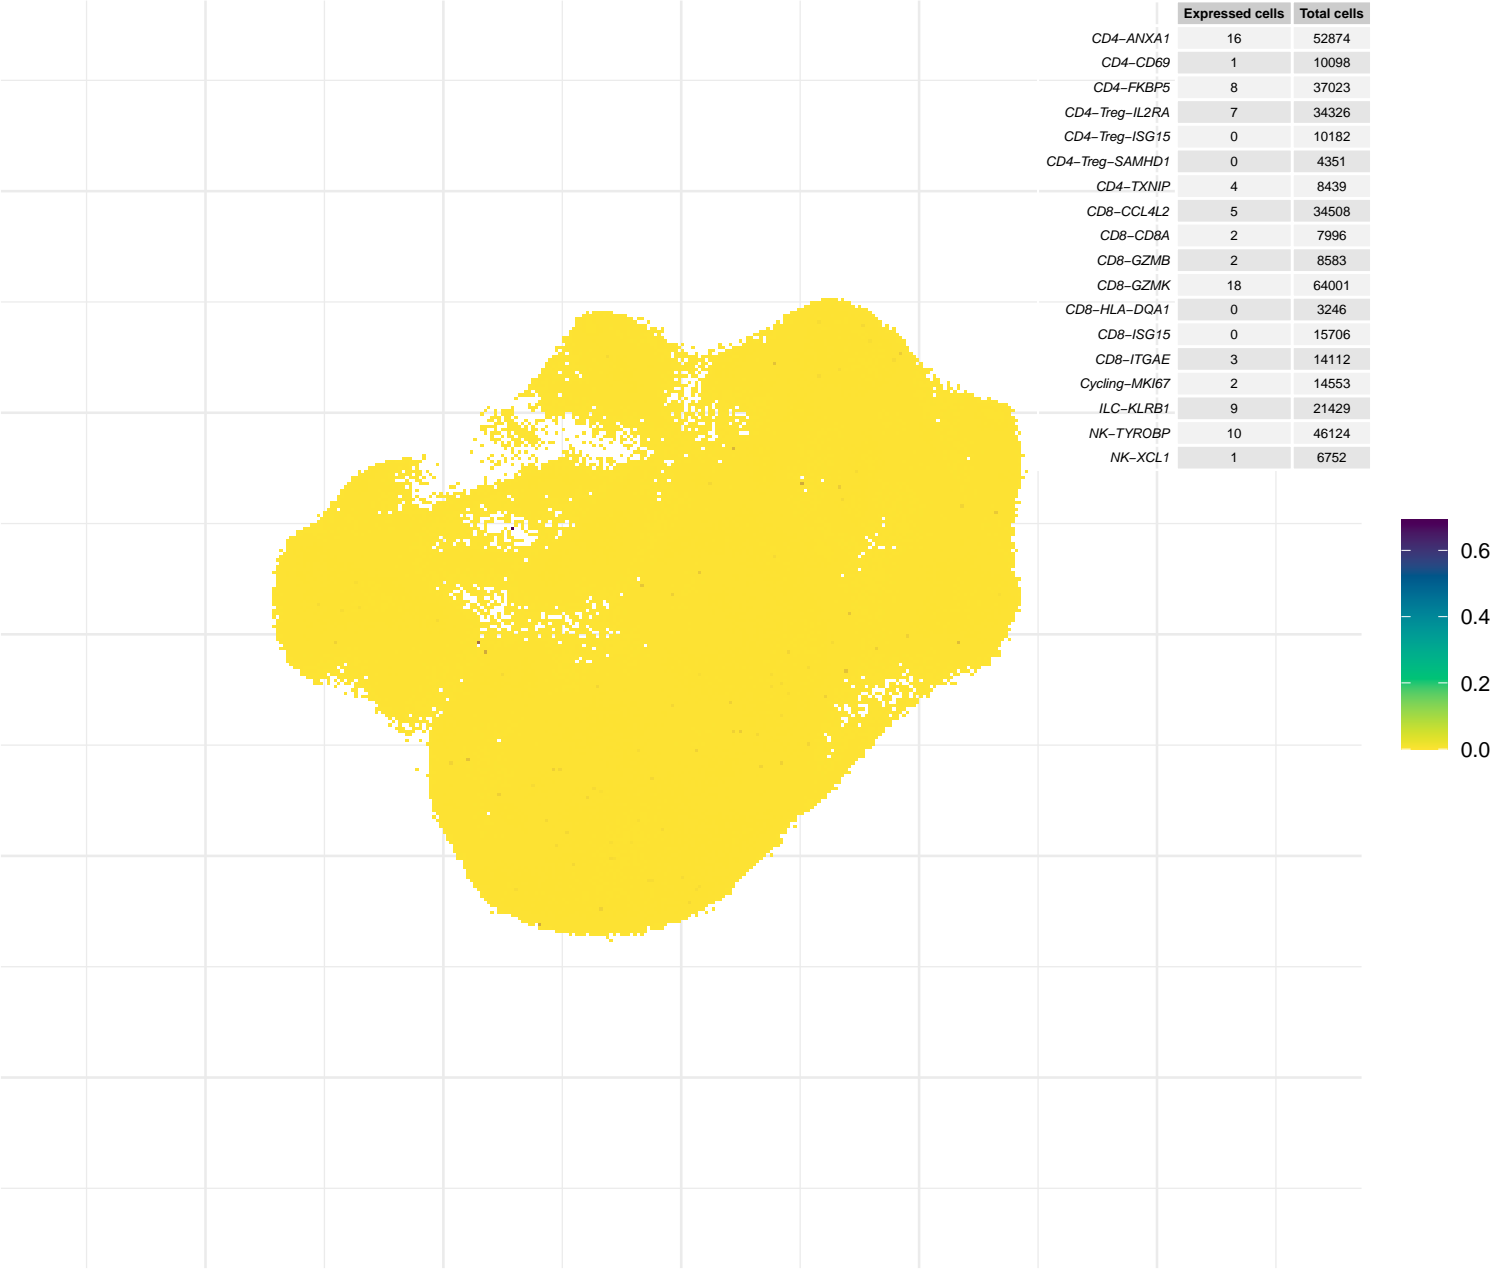 Expressed cells Total cells
CD4−ANXA1 16 52874
CD4−CD69 1 10098
CD4−FKBP5 8 37023
CD4−Treg−IL2RA 7 34326
CD4−Treg−ISG15 0 10182
CD4−Treg−SAMHD1 0 4351
CD4−TXNIP 4 8439
CD8−CCL4L2 5 34508
CD8−CD8A 2 7996
CD8−GZMB 2 8583
CD8−GZMK 18 64001
CD8−HLA−DQA1 0 3246
CD8−ISG15 0 15706
CD8−ITGAE 3 14112
Cycling−MKI67 2 14553
ILC−KLRB1 9 21429
NK−TYROBP 10 46124
NK−XCL1 1 6752
0.6
0.4
0.2
0.0